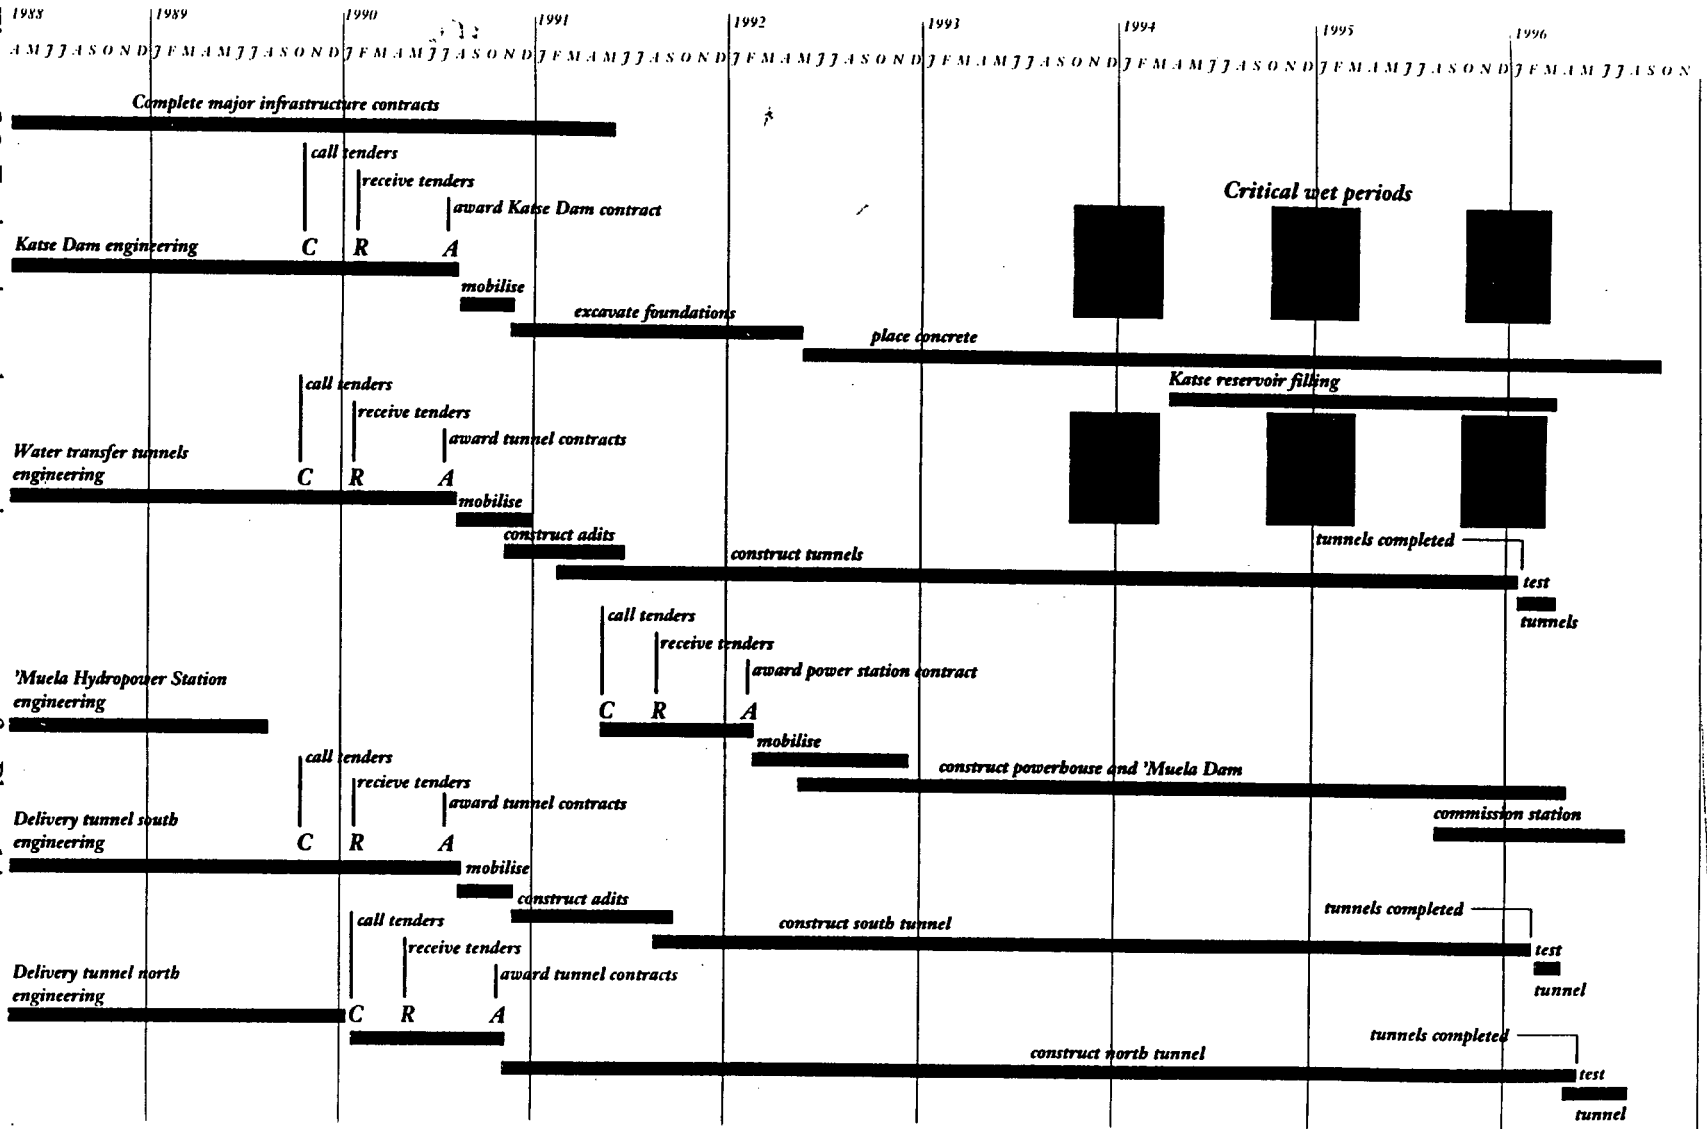 1988 1989 1990 1991 1992 1993 1994 1995 1996
A M J J A S O N D J F M A M J J A S O N D J F M A M J J A S O N D J F M A M J J A S O N D J F M A M J J A S O N D J F M A M J J A S O N D J F M A M J J A S O N D J F M A M J J A S O N D J F M A M J J A S O N
Complete major infrastructure contracts
call tenders
receive tenders
award Katse Dam contract
Critical wet periods
Katse Dam engineering
C R A
mobilise
excavate foundations
place concrete
Katse reservoir filling
call tenders
receive tenders
award tunnel contracts
Water transfer tunnels
engineering
C R A
mobilise
construct adits
tunnels completed
construct tunnels
test
tunnels
call tenders
receive tenders
award power station contract
'Muela Hydropower Station
engineering
C R A
mobilise
construct powerhouse and 'Muela Dam
commission station
call tenders
recieve tenders
award tunnel contracts
Delivery tunnel south
engineering
C R A
mobilise
construct adits
tunnels completed
construct south tunnel
test
tunnel
call tenders
receive tenders
award tunnel contracts
Delivery tunnel north
engineering
C R A
tunnels completed
construct north tunnel
test
tunnel